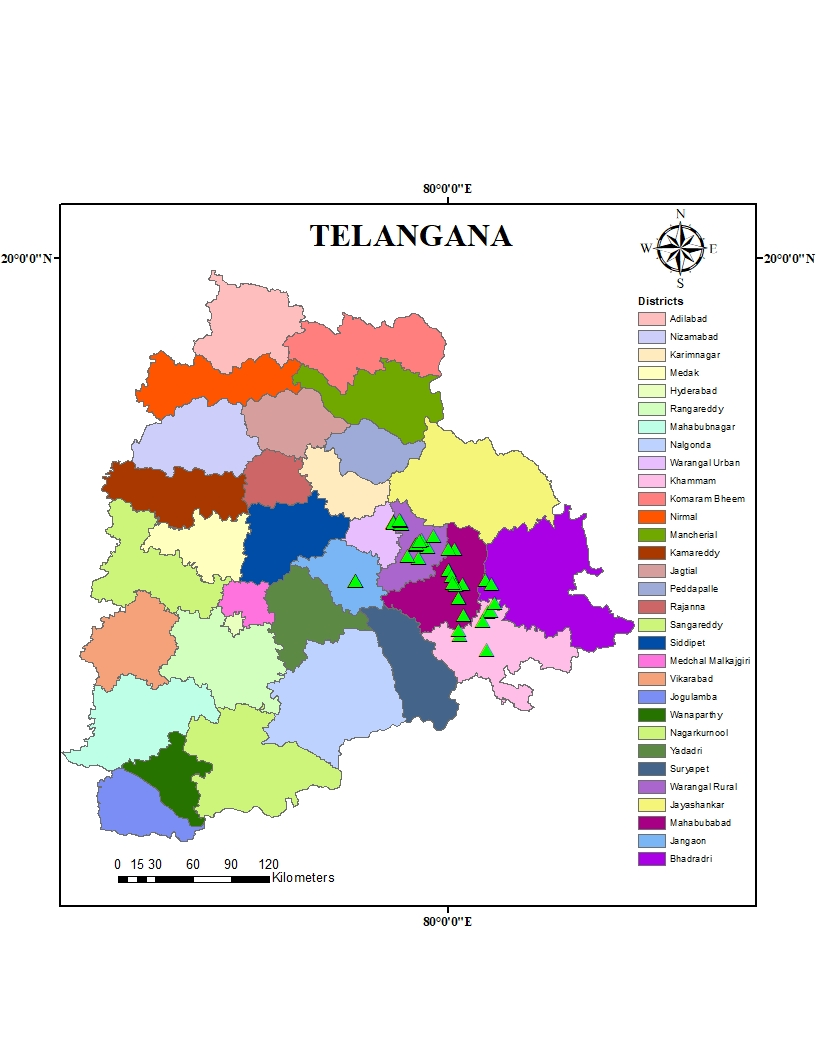 80°0'0"E
20°0'0"N
20°0'0"N
TELANGANA
N
W E
S
Districts
Adilabad
Nizamabad
Karimnagar
Medak
Hyderabad
Rangareddy
Mahabubnagar
Nalgonda
Warangal Urban
Khammam
Komaram Bheem
Nirmal
Mancherial
Kamareddy
Jagtial
Peddapalle
Rajanna
Sangareddy
Siddipet
Medchal Malkajgiri
Vikarabad
Jogulamba
Wanaparthy
Nagarkurnool
Yadadri
Suryapet
Warangal Rural
Jayashankar
Mahabubabad
Jangaon
Bhadradri
0 15 30 60 90 120
Kilometers
80°0'0"E